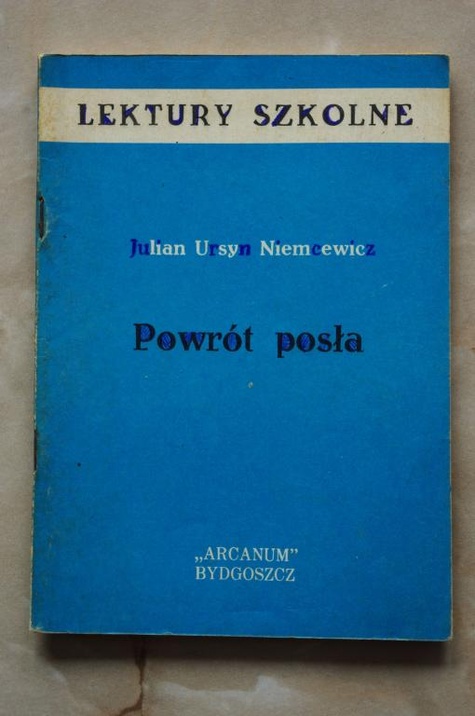 LEKTURY SZKOLNE
Julian Ursyn Niemcewicz
Powrót posła
„ARCANUM”
BYDGOSZCZ